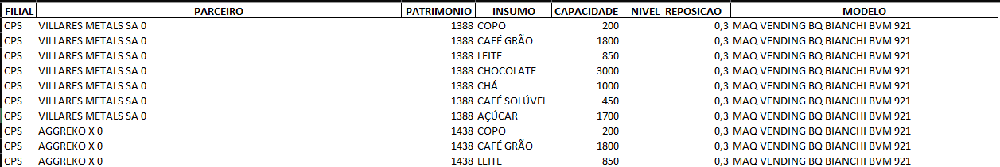 FILIAL PARCEIRO PATRIMONIO INSUMO CAPACIDADE NIVEL_REPOSICAO MODELO
CPS VILLARES METALS SA 0 1388 COPO 200 0,3 MAQ VENDING BQ BIANCHI BVM 921
CPS VILLARES METALS SA 0 1388 CAFÉ GRÃO 1800 0,3 MAQ VENDING BQ BIANCHI BVM 921
CPS VILLARES METALS SA 0 1388 LEITE 850 0,3 MAQ VENDING BQ BIANCHI BVM 921
CPS VILLARES METALS SA 0 1388 CHOCOLATE 3000 0,3 MAQ VENDING BQ BIANCHI BVM 921
CPS VILLARES METALS SA 0 1388 CHÁ 1000 0,3 MAQ VENDING BQ BIANCHI BVM 921
CPS VILLARES METALS SA 0 1388 CAFÉ SOLÚVEL 450 0,3 MAQ VENDING BQ BIANCHI BVM 921
CPS VILLARES METALS SA 0 1388 AÇÚCAR 1700 0,3 MAQ VENDING BQ BIANCHI BVM 921
CPS AGGREKO X 0 1438 COPO 200 0,3 MAQ VENDING BQ BIANCHI BVM 921
CPS AGGREKO X 0 1438 CAFÉ GRÃO 1800 0,3 MAQ VENDING BQ BIANCHI BVM 921
CPS AGGREKO X 0 1438 LEITE 850 0,3 MAQ VENDING BQ BIANCHI BVM 921